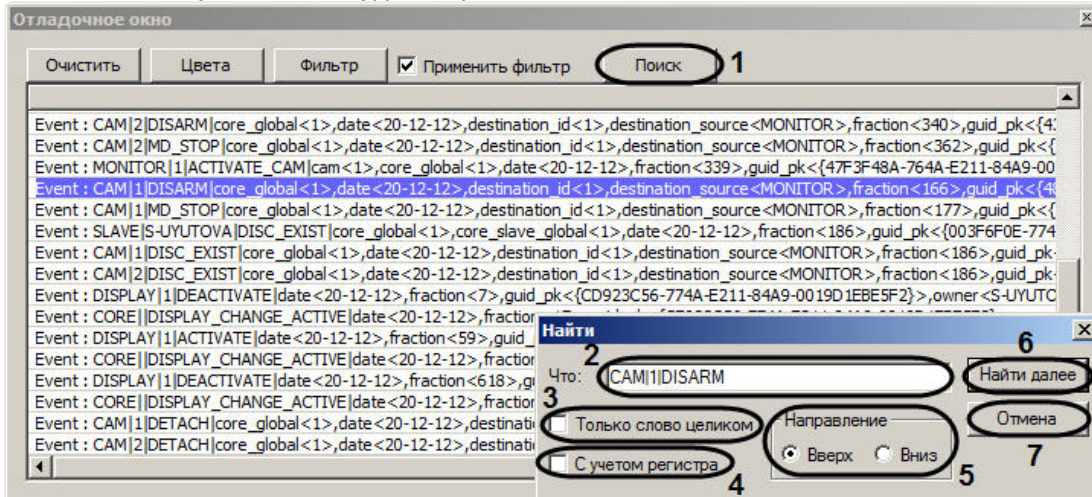 Отладочное окно
Очистить Цвета Фильтр Применить фильтр Поиск 1
Event : CAM|2|DISARM|core_global<1>,date<20-12-12>,destination_id<1>,destination_source<MONITOR>,fraction<340>,guid_pk<{4
Event : CAM|2|MD_STOP|core_global<1>,date<20-12-12>,destination_id<1>,destination_source<MONITOR>,fraction<362>,guid_pk<{
Event : MONITOR|1|ACTIVATE_CAM|cam<1>,core_global<1>,date<20-12-12>,fraction<339>,guid_pk<{47F3F48A-764A-E211-84A9-00
Event : CAM|1|DISARM|core_global<1>,date<20-12-12>,destination_id<1>,destination_source<MONITOR>,fraction<166>,guid_pk<{48
Event : CAM|1|MD_STOP|core_global<1>,date<20-12-12>,destination_id<1>,destination_source<MONITOR>,fraction<177>,guid_pk<{
Event : SLAVE|S-UYUTOVA|DISC_EXIST|core_global<1>,core_slave_global<1>,date<20-12-12>,fraction<186>,guid_pk<{003F6F0E-774
Event : CAM|1|DISC_EXIST|core_global<1>,date<20-12-12>,destination_id<1>,destination_source<MONITOR>,fraction<186>,guid_pk
Event : CAM|2|DISC_EXIST|core_global<1>,date<20-12-12>,destination_id<1>,destination_source<MONITOR>,fraction<186>,guid_pk
Event : DISPLAY|1|DEACTIVATE|date<20-12-12>,fraction<7>,guid_pk<{CD923C56-774A-E211-84A9-0019D1EBE5F2}>,owner<S-UYUTO
Event : CORE||DISPLAY_CHANGE_ACTIVE|date<20-12-12>,fraction
Event : DISPLAY|1|ACTIVATE|date<20-12-12>,fraction<59>,guid_
Event : CORE||DISPLAY_CHANGE_ACTIVE|date<20-12-12>,fraction
Event : DISPLAY|1|DEACTIVATE|date<20-12-12>,fraction<618>,gu
Event : CORE||DISPLAY_CHANGE_ACTIVE|date<20-12-12>,fraction
Event : CAM|1|DETACH|core_global<1>,date<20-12-12>,destinati
Event : CAM|2|DETACH|core_global<1>,date<20-12-12>,destinati
Найти
2 6
Что: CAM|1|DISARM Найти далее
3
Только слово целиком Направление Отмена
Вверх Вниз 7
С учетом регистра 5
4